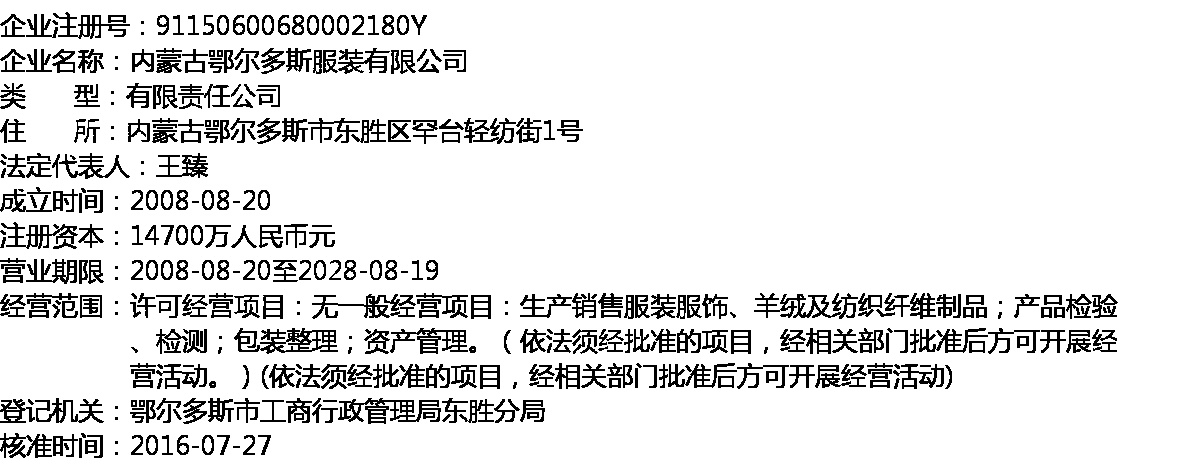 企业注册号：91150600680002180Y
企业名称：内蒙古鄂尔多斯服装有限公司
类　　型：有限责任公司
住　　所：内蒙古鄂尔多斯市东胜区罕台轻纺街1号
法定代表人：王臻
成立时间：2008-08-20
注册资本：14700万人民币元
营业期限：2008-08-20至2028-08-19
经营范围：许可经营项目：无一般经营项目：生产销售服装服饰、羊绒及纺织纤维制品；产品检验
、检测；包装整理；资产管理。（依法须经批准的项目，经相关部门批准后方可开展经
营活动。）(依法须经批准的项目，经相关部门批准后方可开展经营活动)
登记机关：鄂尔多斯市工商行政管理局东胜分局
核准时间：2016-07-27